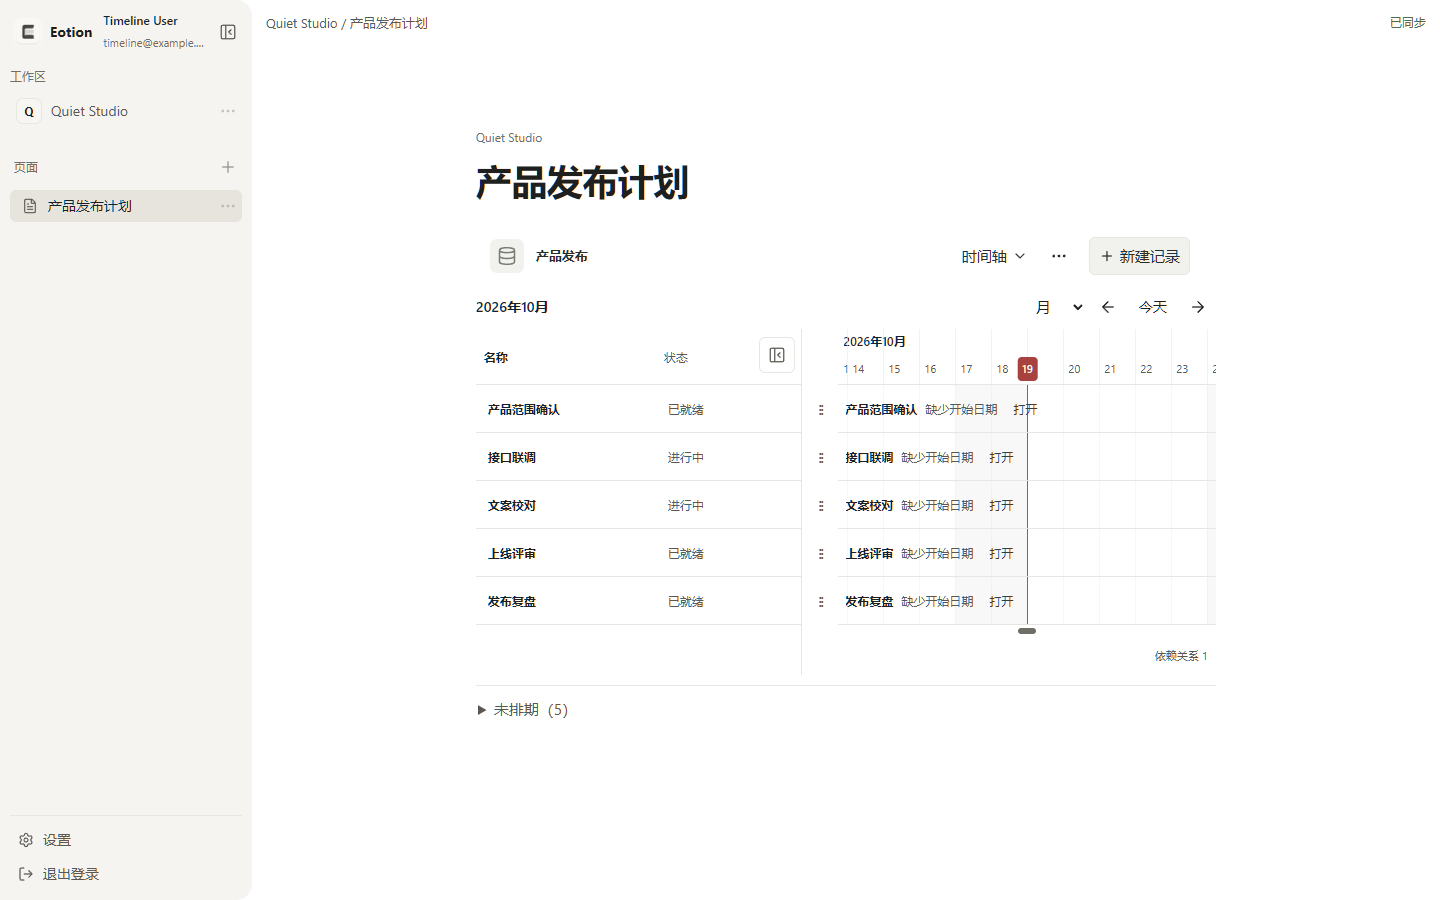 Eotion
Timeline User
timeline@example....
工作区
Q Quiet Studio
页面
产品发布计划
设置
退出登录
Quiet Studio / 产品发布计划
已同步
Quiet Studio
产品发布计划
产品发布
时间轴
新建记录
2026年10月
月
今天
名称 状态
2026年10月
14 15 16 17 18 19 20 21 22 23
产品范围确认 已就绪 产品范围确认 缺少开始日期 打开
接口联调 进行中 接口联调 缺少开始日期 打开
文案校对 进行中 文案校对 缺少开始日期 打开
上线评审 已就绪 上线评审 缺少开始日期 打开
发布复盘 已就绪 发布复盘 缺少开始日期 打开
依赖关系 1
未排期 (5)